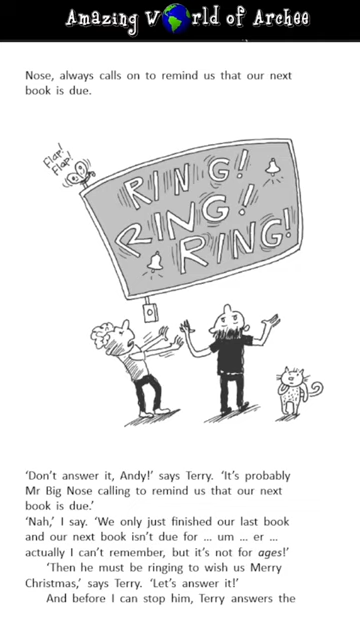 Amazing W rld of Archee
Nose, always calls on to remind us that our next
book is due.
Flap!
Flap!
RING!
RING!
RING!
‘Don’t answer it, Andy!’ says Terry. ‘It’s probably
Mr Big Nose calling to remind us that our next
book is due.’
‘Nah,’ I say. ‘We only just finished our last book
and our next book isn’t due for ... um ... er ...
actually I can’t remember, but it’s not for ages!’
‘Then he must be ringing to wish us Merry
Christmas,’ says Terry. ‘Let’s answer it!’
And before I can stop him, Terry answers the